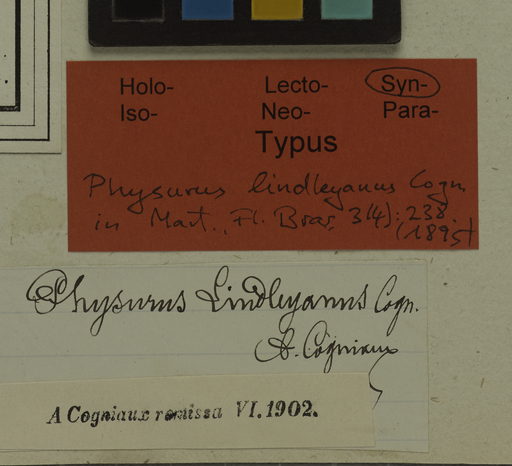 Holo- Lecto- Syn-
Iso- Neo- Para-
Typus
Physurus lindleyanus Cogn
in Mart., Fl. Bras. 3(4): 238.
(1895)
Physurus Lindleyanus Cogn.
A. Cogniaux
A Cogniaux remissa VI. 1902.